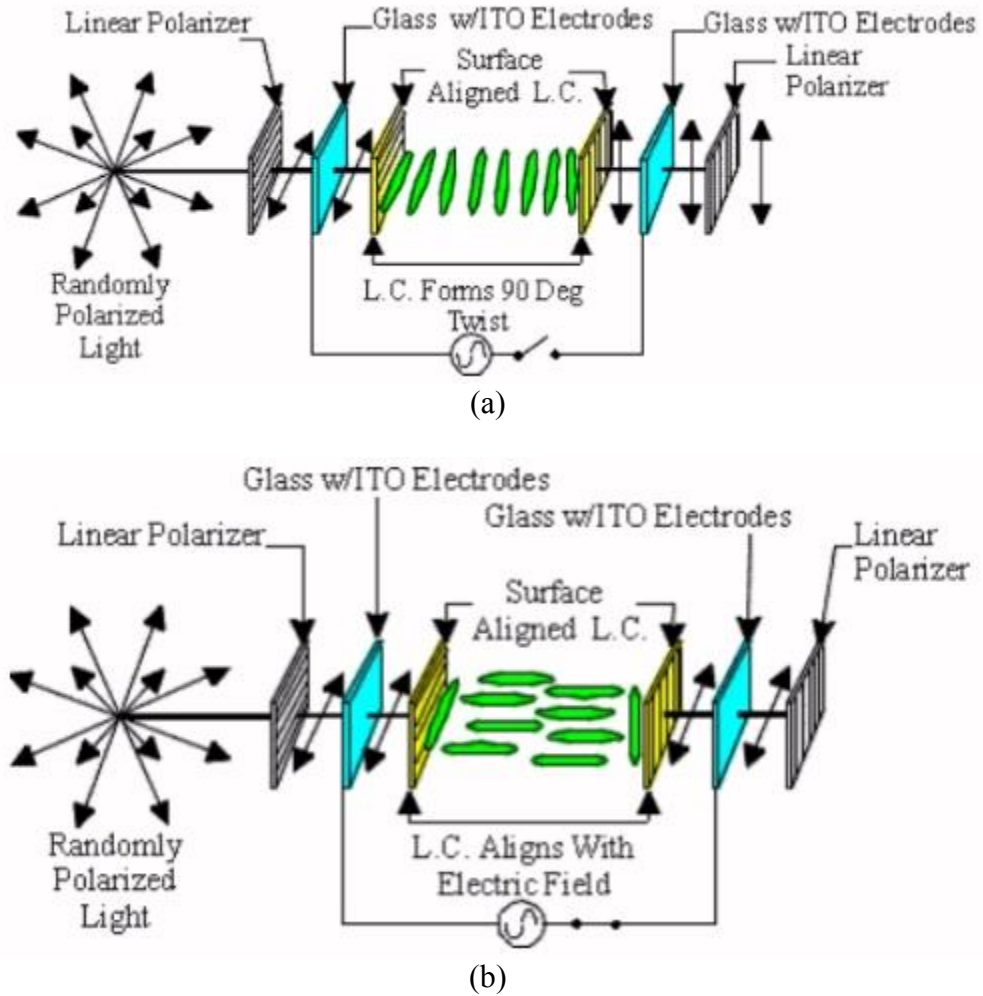 Linear Polarizer
Glass w/ITO Electrodes
Glass w/ITO Electrodes
Surface
Aligned L.C.
Linear
Polarizer
Randomly
Polarized
Light
L.C. Forms 90 Deg
Twist
(a)
Glass w/ITO Electrodes
Glass w/ITO Electrodes
Linear Polarizer
Linear
Polarizer
Surface
Aligned L.C.
Randomly
Polarized
Light
L.C. Aligns With
Electric Field
(b)